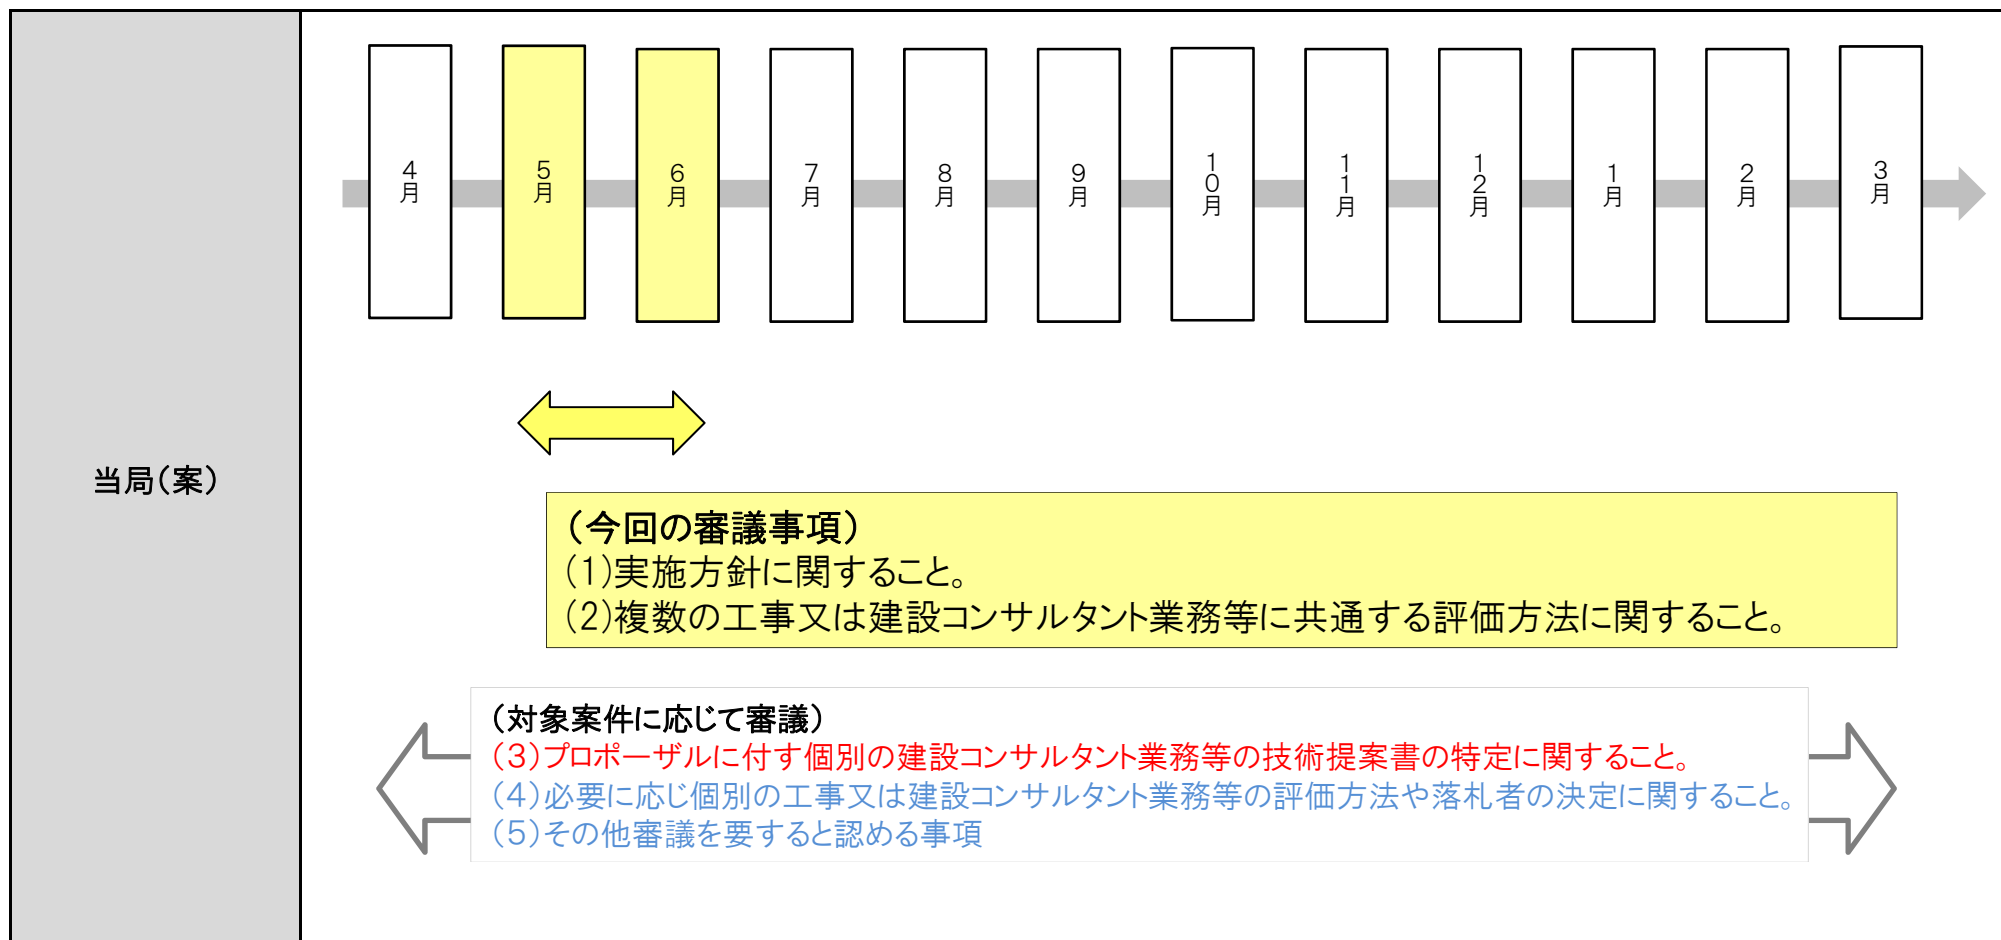 当局(案)
4月
5月
6月
7月
8月
9月
10月
11月
12月
1月
2月
3月
(今回の審議事項)
(1)実施方針に関すること。
(2)複数の工事又は建設コンサルタント業務等に共通する評価方法に関すること。
(対象案件に応じて審議)
(3)プロポーザルに付す個別の建設コンサルタント業務等の技術提案書の特定に関すること。
(4)必要に応じ個別の工事又は建設コンサルタント業務等の評価方法や落札者の決定に関すること。
(5)その他審議を要すると認める事項